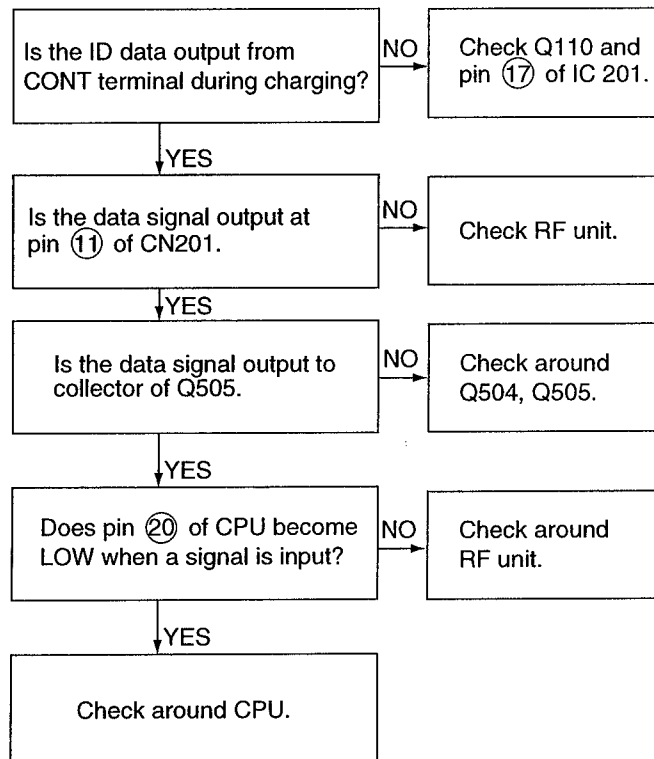 Is the ID data output from
CONT terminal during charging?
NO
Check Q110 and
pin ⑰ of IC 201.
YES
Is the data signal output at
pin ⑪ of CN201.
NO
Check RF unit.
YES
Is the data signal output to
collector of Q505.
NO
Check around
Q504, Q505.
YES
Does pin ⑳ of CPU become
LOW when a signal is input?
NO
Check around
RF unit.
YES
Check around CPU.